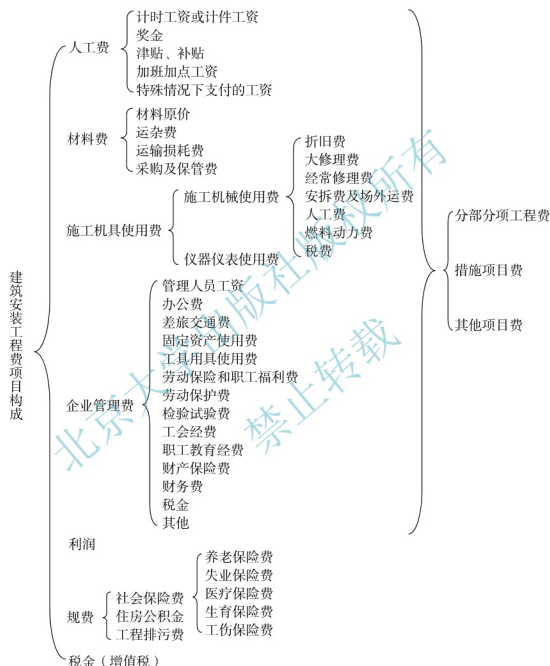 建筑安装工程费项目构成
人工费
计时工资或计件工资
奖金
津贴、补贴
加班加点工资
特殊情况下支付的工资
材料费
材料原价
运杂费
运输损耗费
采购及保管费
施工机具使用费
施工机械使用费
折旧费
大修理费
经常修理费
安拆费及场外运费
人工费
燃料动力费
税费
仪器仪表使用费
企业管理费
管理人员工资
办公费
差旅交通费
固定资产使用费
工具用具使用费
劳动保险和职工福利费
劳动保护费
检验试验费
工会经费
职工教育经费
财产保险费
财务费
税金
其他
利润
规费
社会保险费
养老保险费
失业保险费
医疗保险费
生育保险费
工伤保险费
住房公积金
工程排污费
税金（增值税）
分部分项工程费
措施项目费
其他项目费
北京大学出版社版权所有
禁止转载